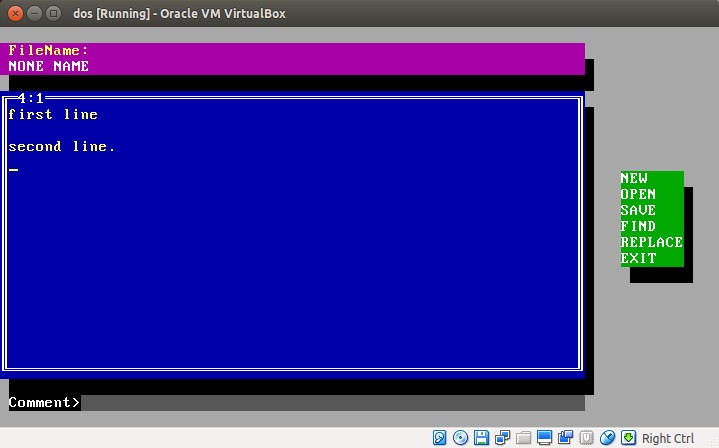 dos [Running] - Oracle VM VirtualBox
FileName:
NONE NAME
4:1
first line
second line.
NEW
OPEN
SAVE
FIND
REPLACE
EXIT
Comment>
Right Ctrl